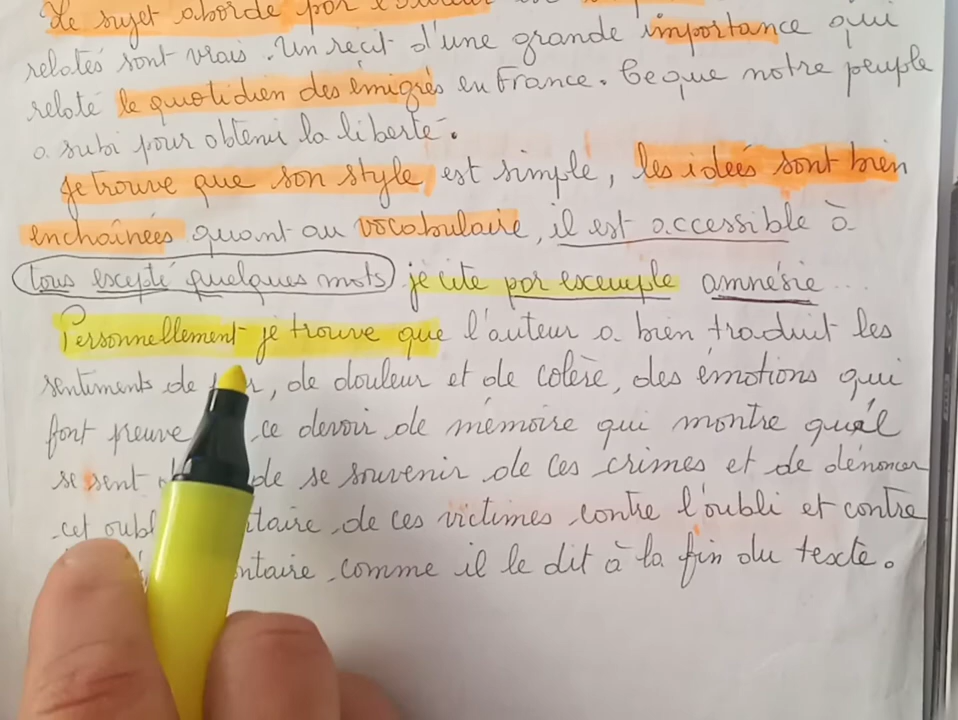 Le sujet abordé par
relatés sont vrais. Un récit d'une grande importance qui
relate le quotidien des émigrés en France. Ce que notre peuple
a subi pour obtenir la liberté.
Je trouve que son style est simple, les idées sont bien
enchaînées quant au vocabulaire, il est accessible à
tous excepté quelques mots je cite par exemple amnésie ...
Personnellement je trouve que l'auteur a bien traduit les
sentiments de, de douleur et de colère, des émotions qui
font preuve ce devoir de mémoire qui montre qu'il
se sent de se souvenir de ces crimes et de dénoncer
cet de ces victimes contre l'oubli et contre
comme il le dit à la fin du texte.